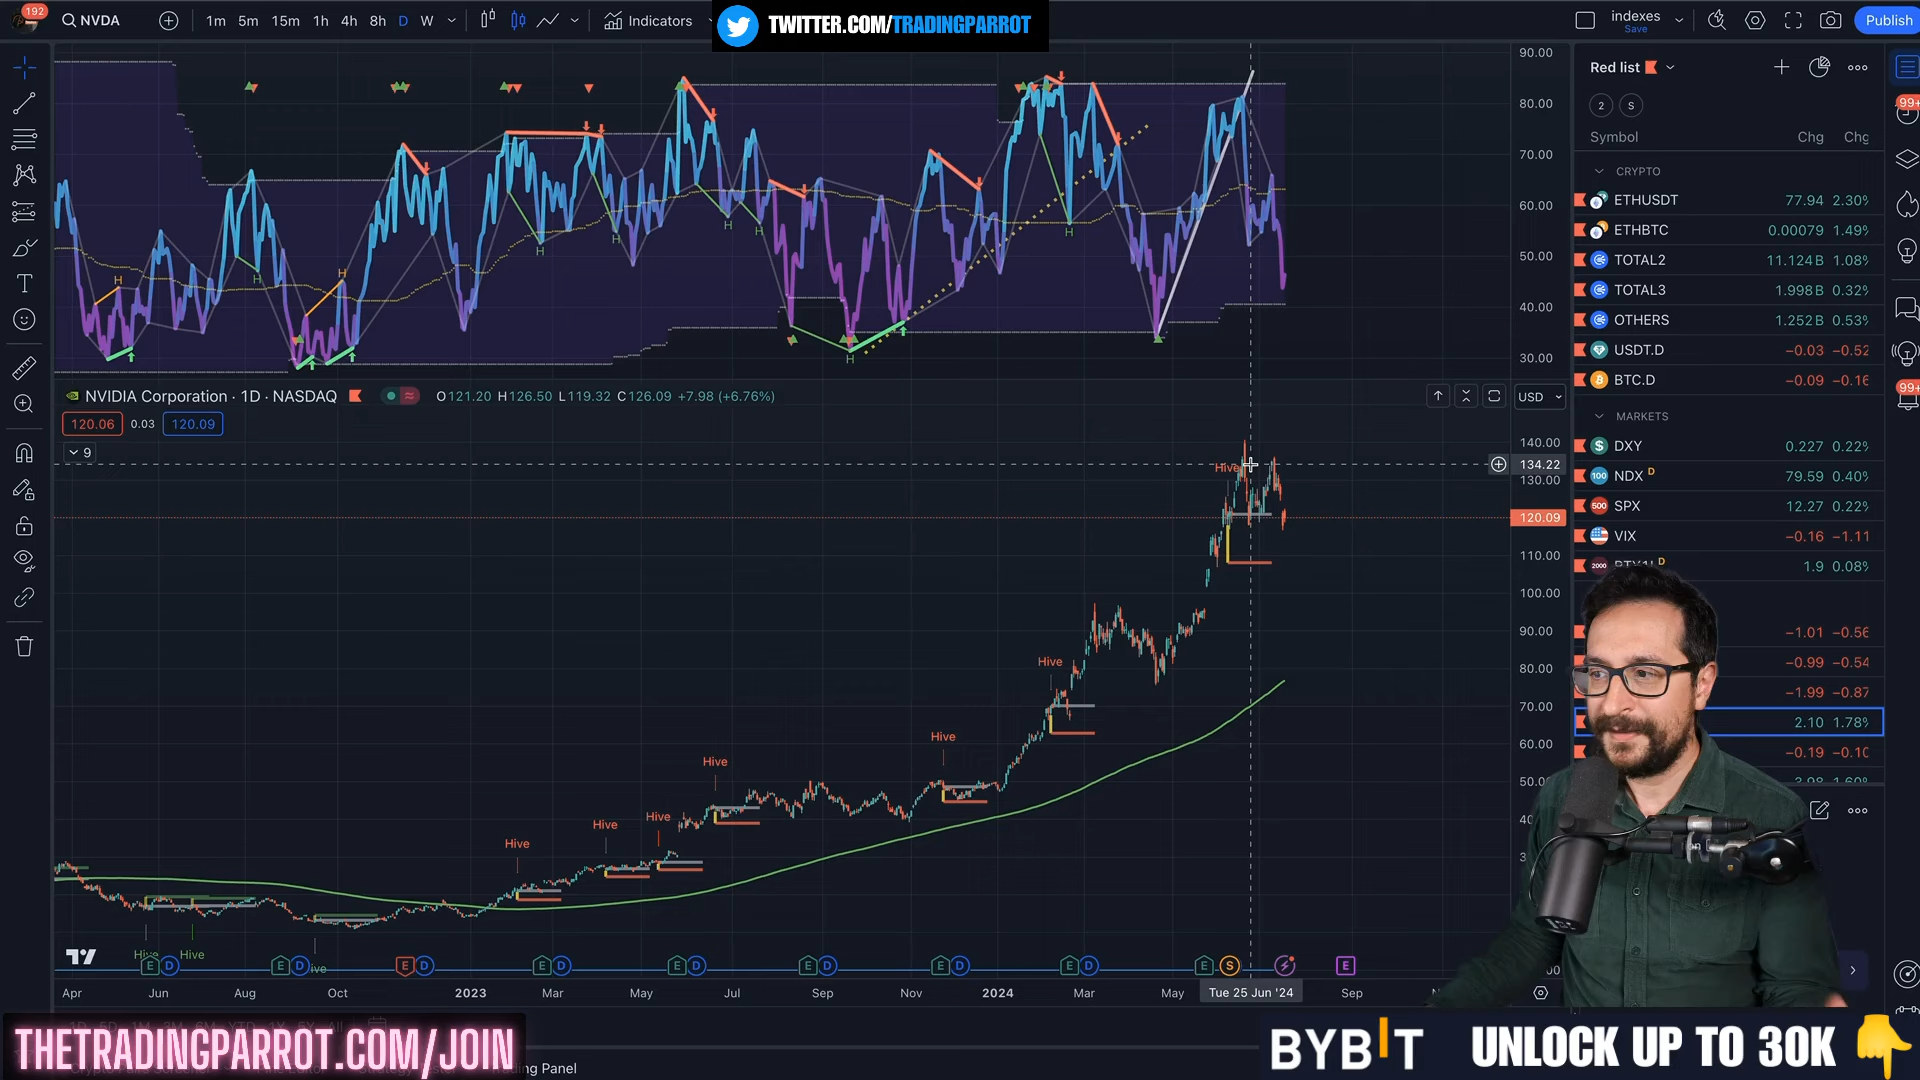 192
NVDA
1m 5m 15m 1h 4h 8h D W
Indicators
TWITTER.COM/TRADINGPARROT
indexes
Save
Publish
90.00
80.00
70.00
60.00
50.00
40.00
30.00
H H H H H H H H H H
Red list
2 S
Symbol Chg Chg
CRYPTO
ETHUSDT 77.94 2.30%
ETHBTC 0.00079 1.49%
TOTAL2 11.124B 1.08%
TOTAL3 1.998B 0.32%
OTHERS 1.252B 0.53%
USDT.D −0.03 −0.52
BTC.D −0.09 −0.16
MARKETS
DXY 0.227 0.22%
NDX D 79.59 0.40%
SPX 12.27 0.22%
VIX −0.16 −1.11
D 1.9 0.08%
−1.01 −0.56
−0.99 −0.54
−1.99 −0.87
2.10 1.78%
−0.19 −0.10
99+
99+
NVIDIA Corporation · 1D · NASDAQ O121.20 H126.50 L119.32 C126.09 +7.98 (+6.76%)
120.06 0.03 120.09
9
USD
140.00
134.22
130.00
120.09
110.00
100.00
90.00
80.00
70.00
60.00
Hive
Hive
Hive
Hive
Hive
Hive
Hive
Hive
Hive
E D E D E D E D E D E D E D E D E S E
Apr Jun Aug Oct 2023 Mar May Jul Sep Nov 2024 Mar May Tue 25 Jun '24 Sep
THETRADINGPARROT.COM/JOIN
Panel
BYBIT UNLOCK UP TO 30K